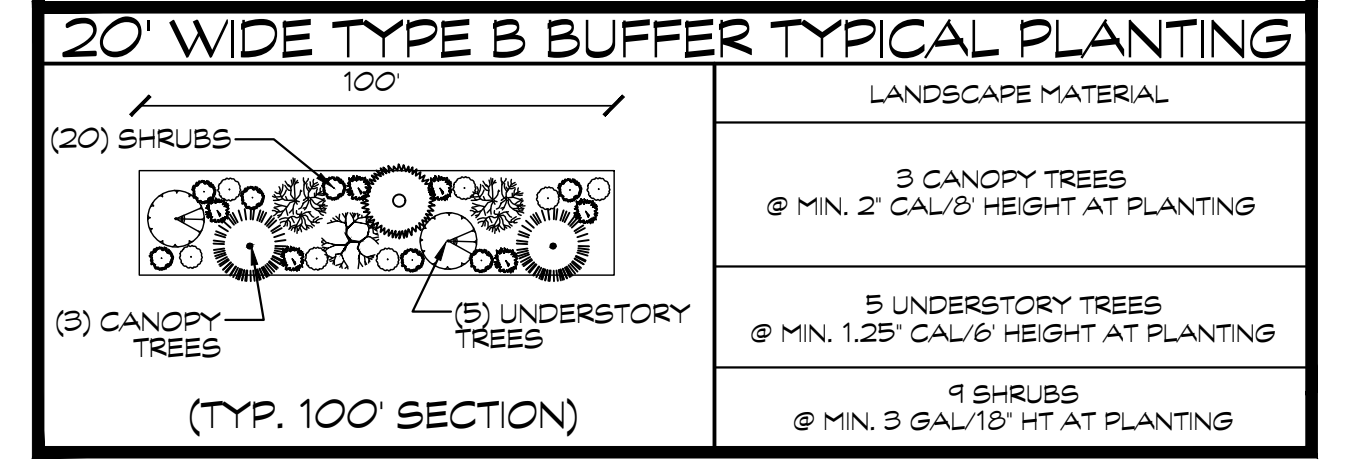 20' WIDE TYPE B BUFFER TYPICAL PLANTING
100'
(20) SHRUBS
(3) CANOPY
TREES
(5) UNDERSTORY
TREES
(TYP. 100' SECTION)
LANDSCAPE MATERIAL
3 CANOPY TREES
@ MIN. 2" CAL/8' HEIGHT AT PLANTING
5 UNDERSTORY TREES
@ MIN. 1.25" CAL/6' HEIGHT AT PLANTING
9 SHRUBS
@ MIN. 3 GAL/18" HT AT PLANTING